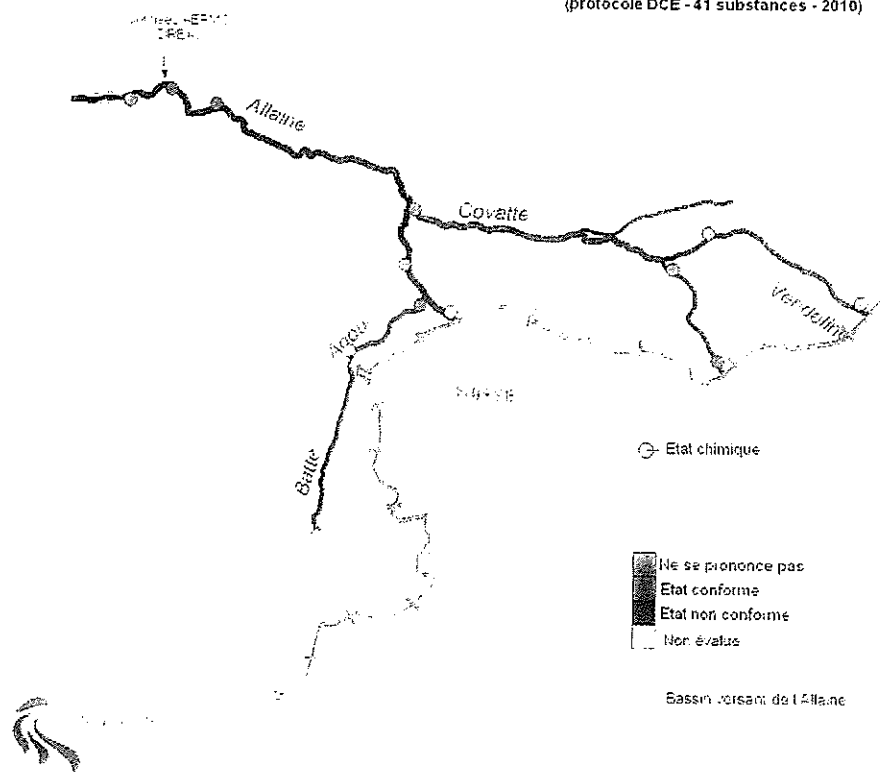 (protocole DCE - 41 substances - 2010)
Allaine
Covatte
Vendeline
Batte
Etat chimique
Ne se prononce pas
Etat conforme
Etat non conforme
Non évalué
Bassin versant de l'Allaine